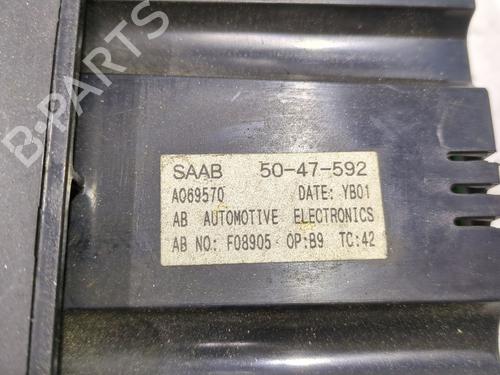 B-PARTS
SAAB 50-47-592
A069570 DATE: YB01
AB AUTOMOTIVE ELECTRONICS
AB NO: F08905 OP:B9 TC:42